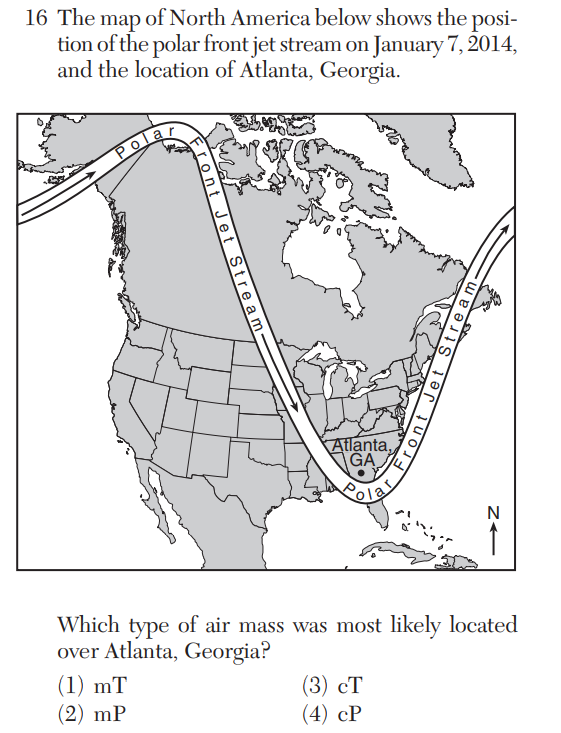 16 The map of North America below shows the posi-
tion of the polar front jet stream on January 7, 2014,
and the location of Atlanta, Georgia.
Polar Front Jet Stream
Atlanta,
GA
Polar Front Jet Stream
N
Which type of air mass was most likely located
over Atlanta, Georgia?
(1) mT (3) cT
(2) mP (4) cP